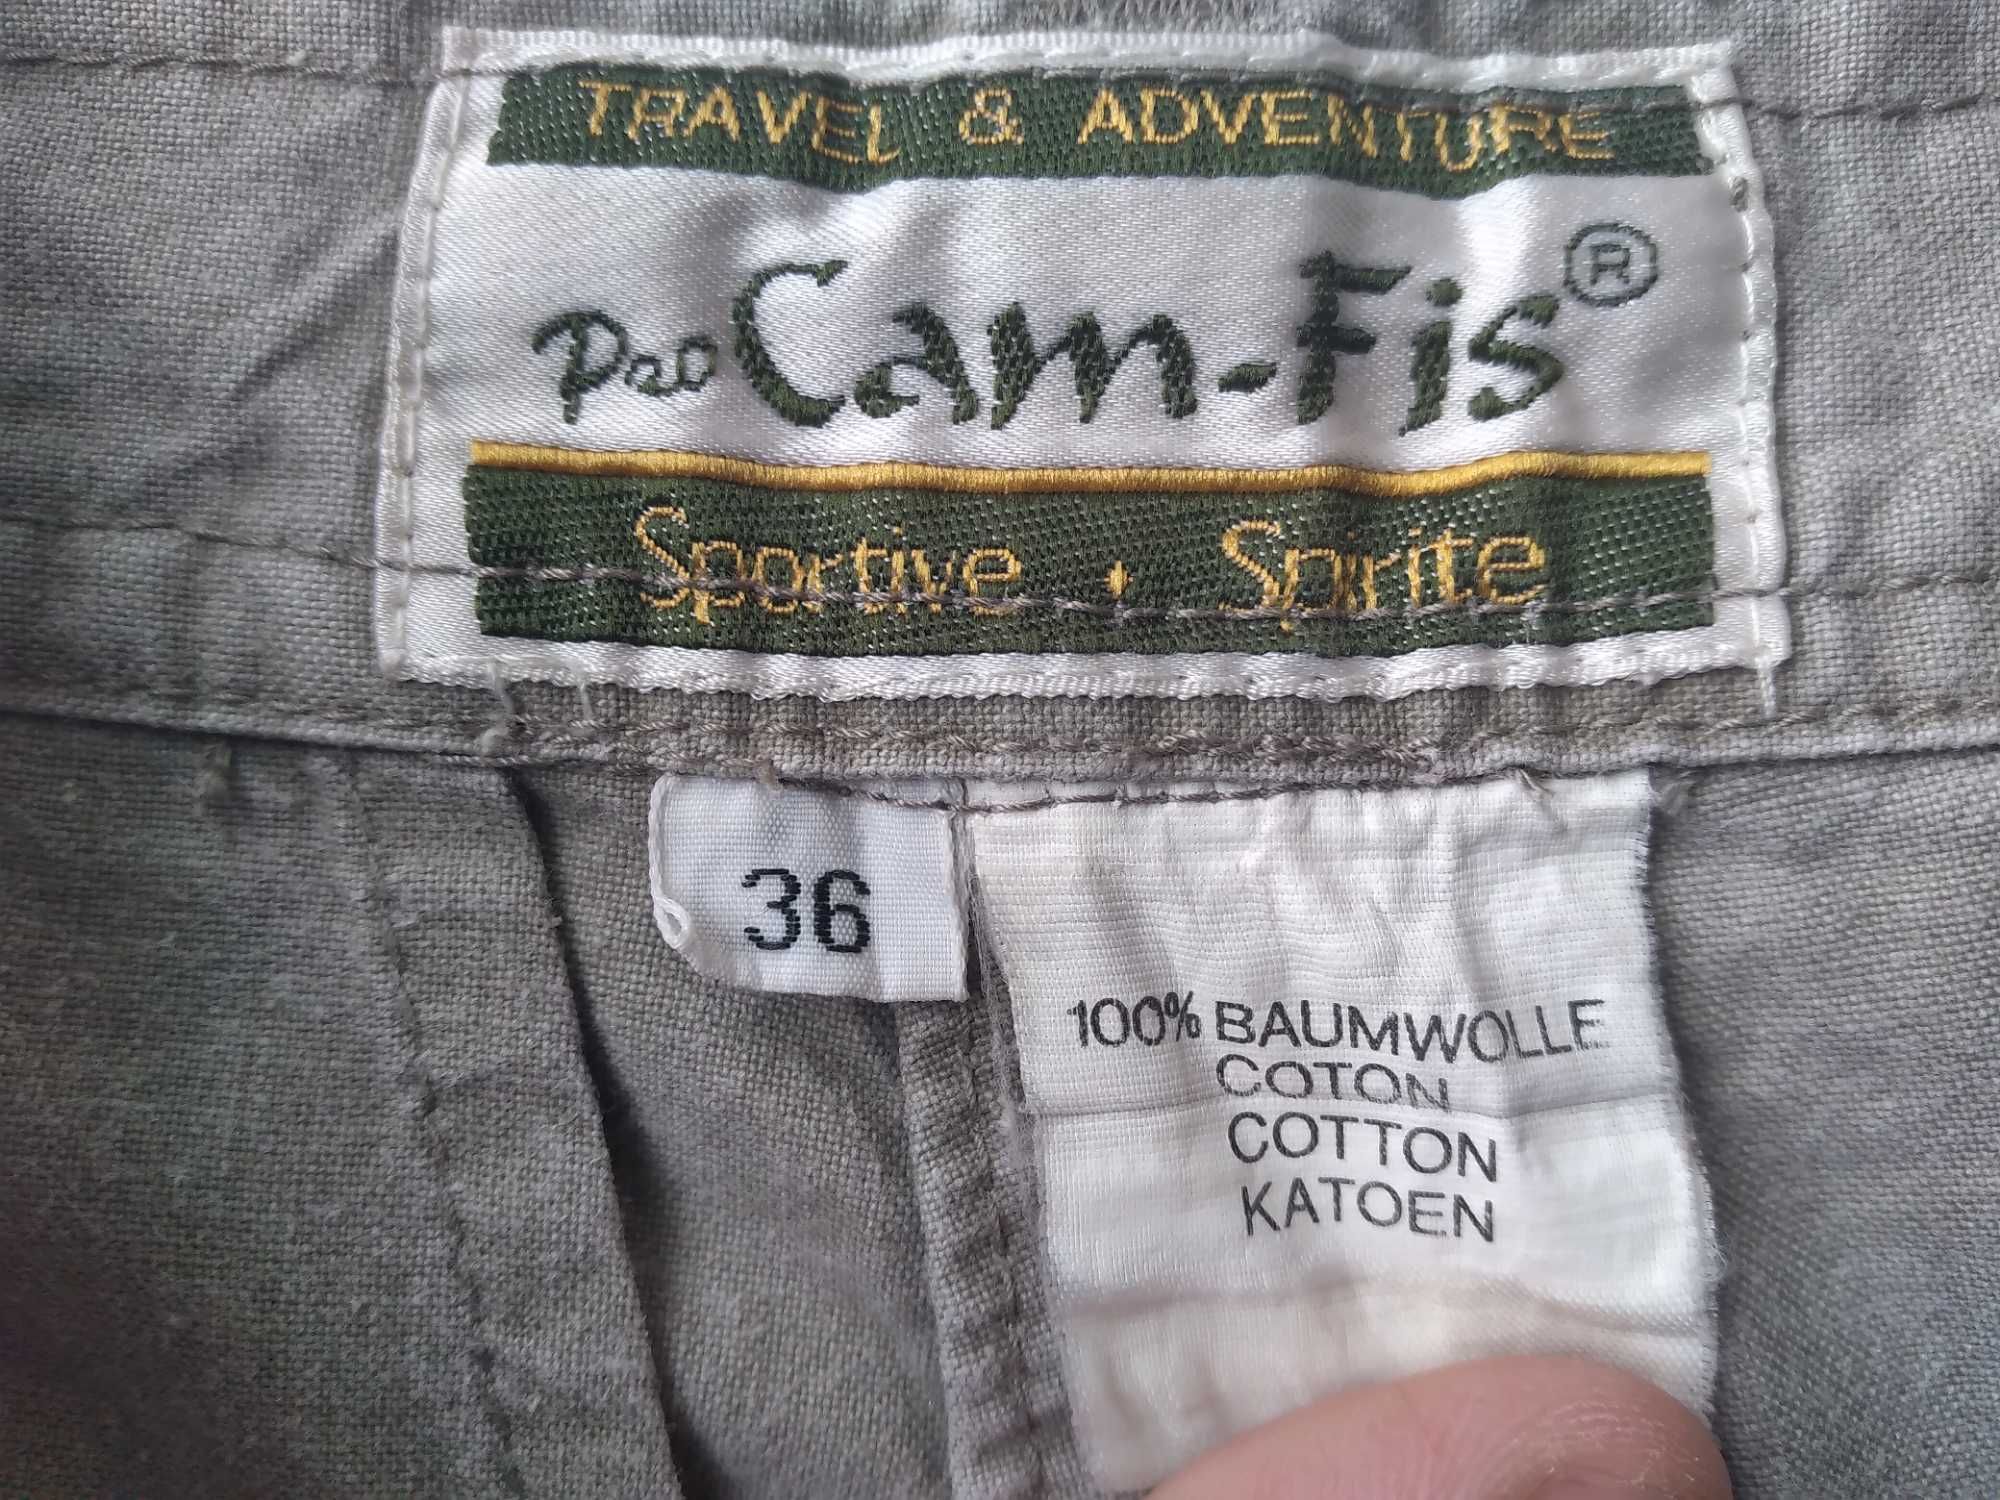 TRAVEL & ADVENTURE
Pro Cam-Fis®
Sportive • Spirite
36
100% BAUMWOLLE
COTON
COTTON
KATOEN